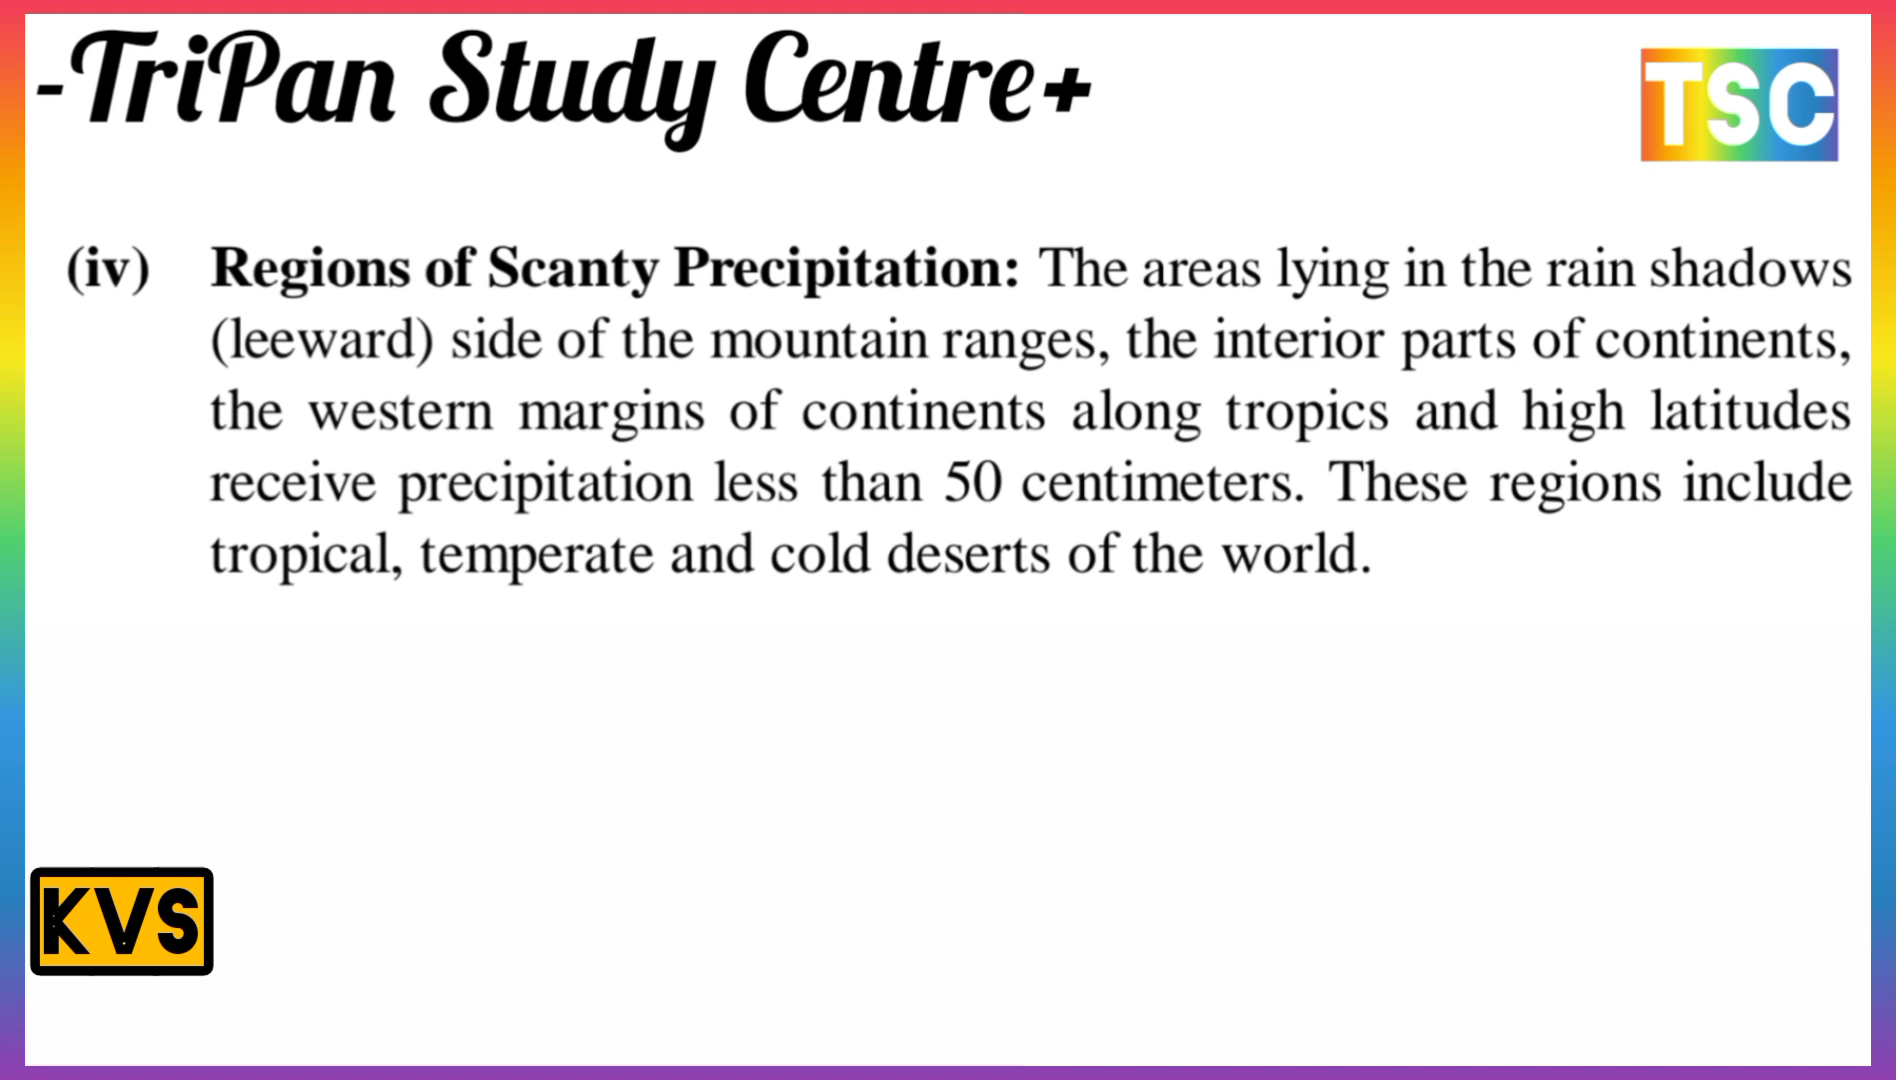 -TriPan Study Centre+
TSC
(iv) Regions of Scanty Precipitation: The areas lying in the rain shadows
(leeward) side of the mountain ranges, the interior parts of continents,
the western margins of continents along tropics and high latitudes
receive precipitation less than 50 centimeters. These regions include
tropical, temperate and cold deserts of the world.
KVS